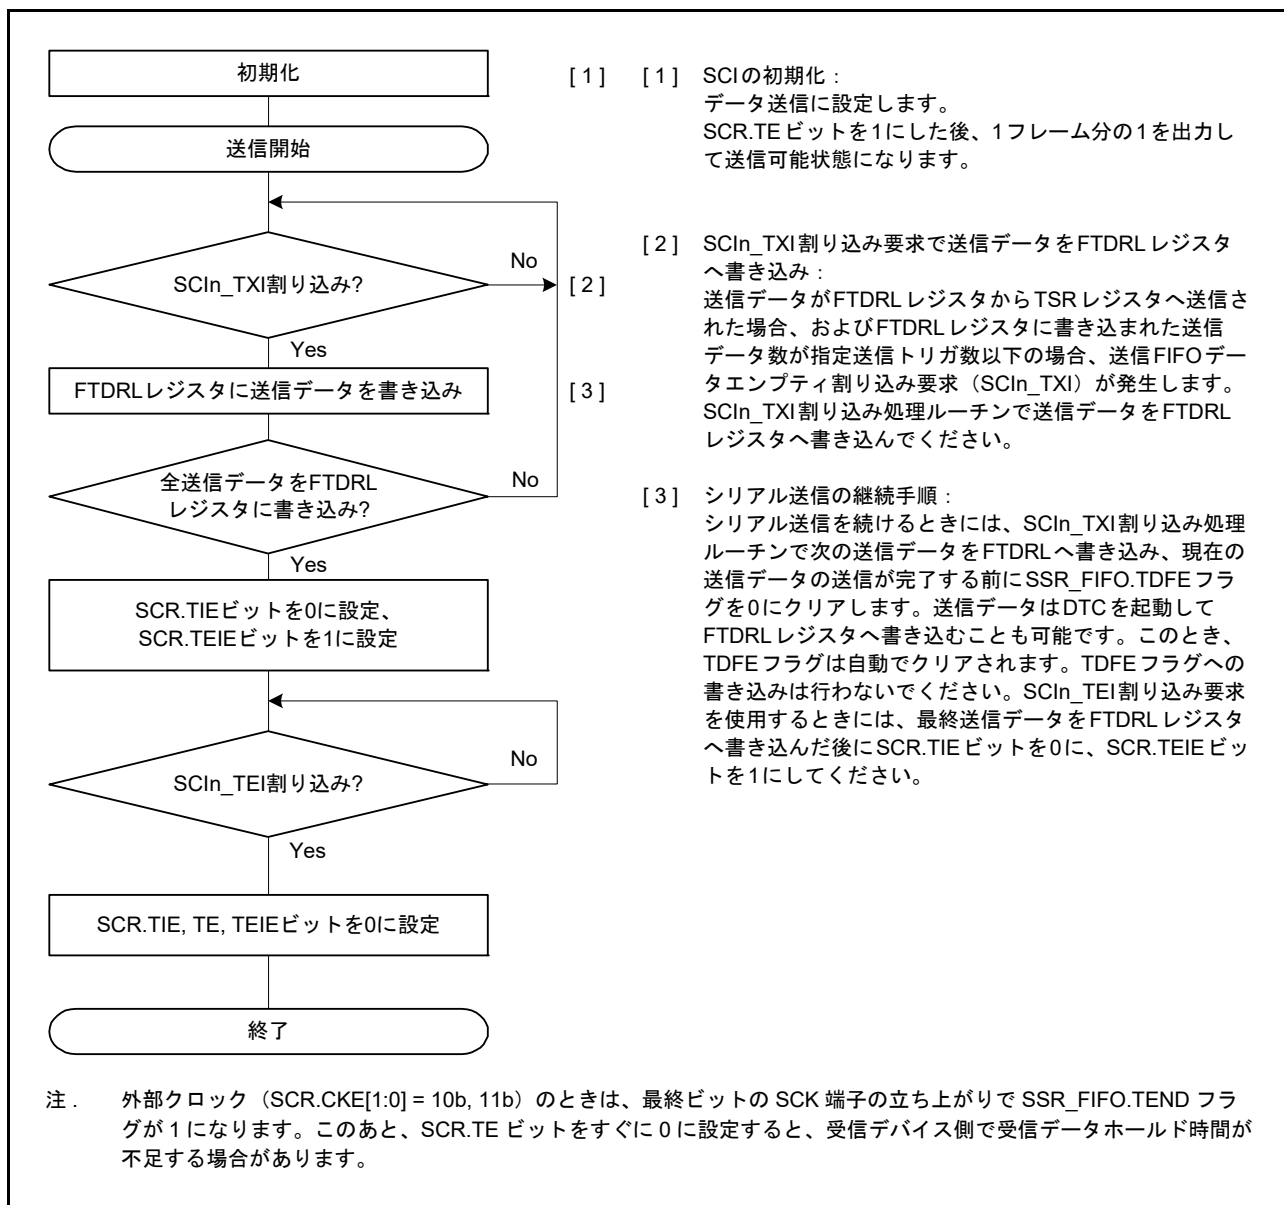 初期化
[ 1 ]
送信開始
SCIn_TXI割り込み?
No
[ 2 ]
Yes
FTDRLレジスタに送信データを書き込み
[ 3 ]
全送信データをFTDRL
レジスタに書き込み?
No
Yes
SCR.TIEビットを0に設定、
SCR.TEIEビットを1に設定
SCIn_TEI割り込み?
No
Yes
SCR.TIE, TE, TEIEビットを0に設定
終了
[ 1 ] SCIの初期化：
データ送信に設定します。
SCR.TEビットを1にした後、1フレーム分の1を出力し
て送信可能状態になります。
[ 2 ] SCIn_TXI割り込み要求で送信データをFTDRLレジスタ
へ書き込み：
送信データがFTDRLレジスタからTSRレジスタへ送信さ
れた場合、およびFTDRLレジスタに書き込まれた送信
データ数が指定送信トリガ数以下の場合、送信FIFOデー
タエンプティ割り込み要求（SCIn_TXI）が発生します。
SCIn_TXI割り込み処理ルーチンで送信データをFTDRL
レジスタへ書き込んでください。
[ 3 ] シリアル送信の継続手順：
シリアル送信を続けるときには、SCIn_TXI割り込み処理
ルーチンで次の送信データをFTDRLへ書き込み、現在の
送信データの送信が完了する前にSSR_FIFO.TDFEフラ
グを0にクリアします。送信データはDTCを起動して
FTDRLレジスタへ書き込むことも可能です。このとき、
TDFEフラグは自動でクリアされます。TDFEフラグへの
書き込みは行わないでください。SCIn_TEI割り込み要求
を使用するときには、最終送信データをFTDRLレジスタ
へ書き込んだ後にSCR.TIEビットを0に、SCR.TEIEビッ
トを1にしてください。
注 . 外部クロック（SCR.CKE[1:0] = 10b, 11b）のときは、最終ビットの SCK 端子の立ち上がりで SSR_FIFO.TEND フラ
グが 1 になります。このあと、SCR.TE ビットをすぐに 0 に設定すると、受信デバイス側で受信データホールド時間が
不足する場合があります。